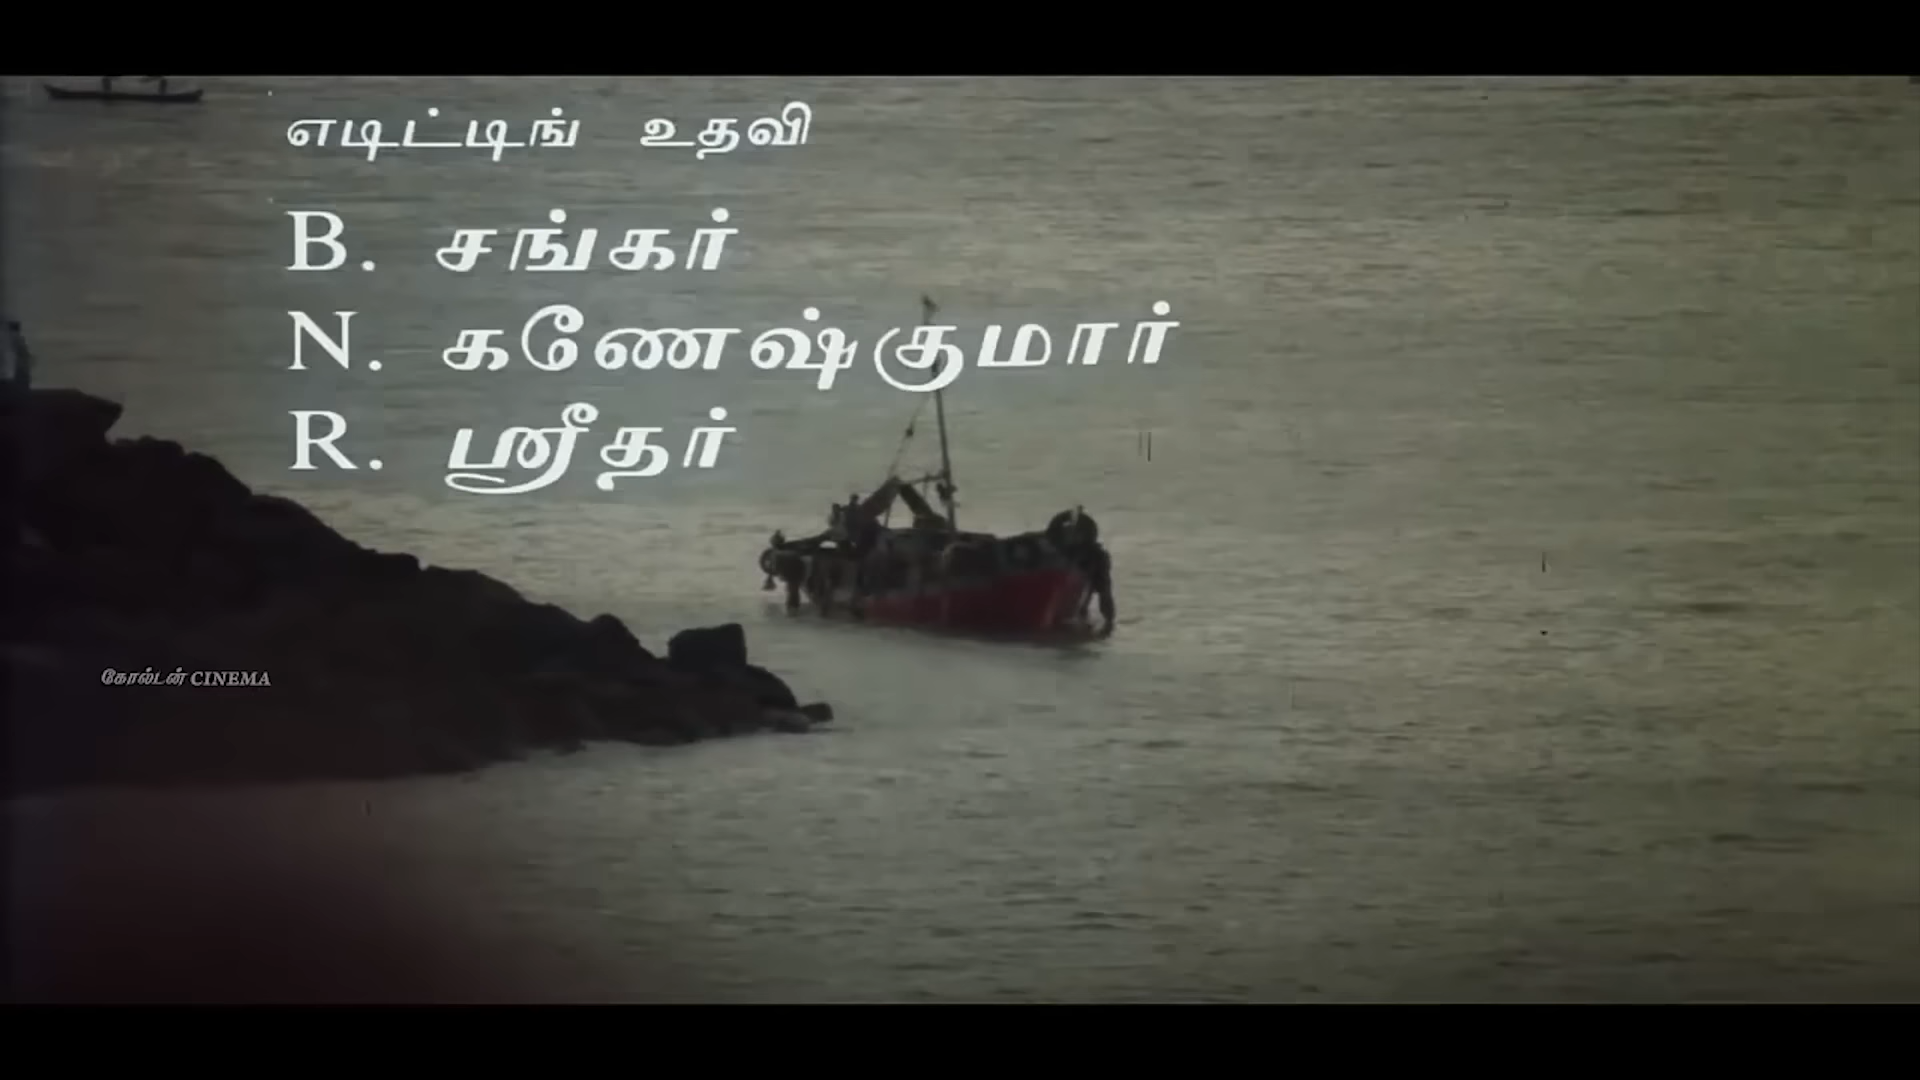 எடிட்டிங் உதவி
B. சங்கர்
N. கணேஷ்குமார்
R. ஸ்ரீதர்
கோல்டன் CINEMA